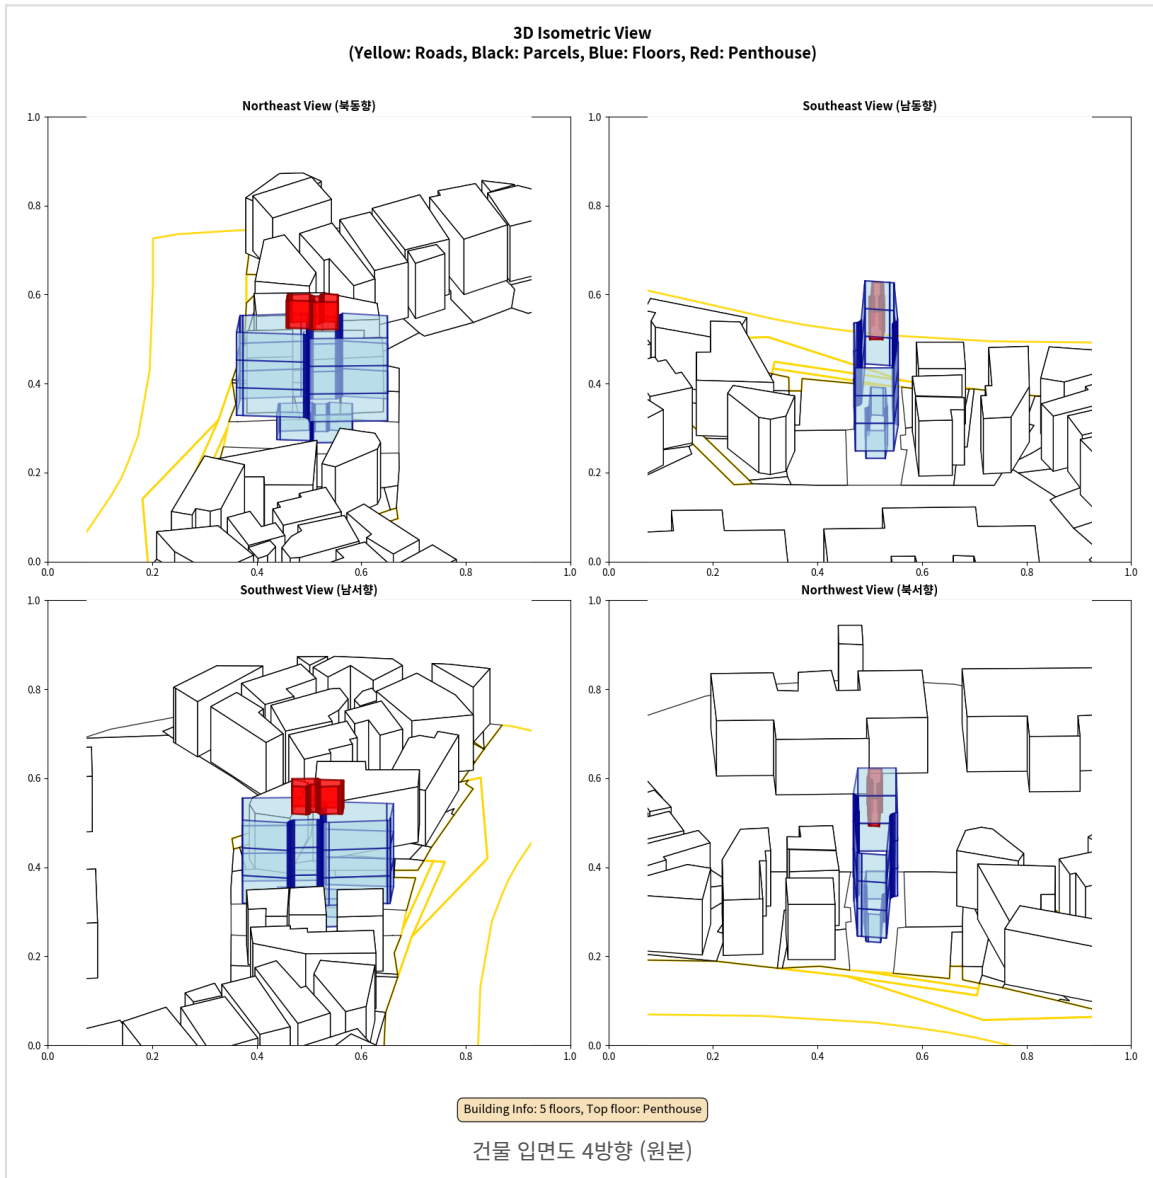 3D Isometric View
(Yellow: Roads, Black: Parcels, Blue: Floors, Red: Penthouse)
Northeast View (북동향)
1.0
0.8
0.6
0.4
0.2
0.0
0.0 0.2 0.4 0.6 0.8 1.0
Southeast View (남동향)
1.0
0.8
0.6
0.4
0.2
0.0
0.0 0.2 0.4 0.6 0.8 1.0
Southwest View (남서향)
1.0
0.8
0.6
0.4
0.2
0.0
0.0 0.2 0.4 0.6 0.8 1.0
Northwest View (북서향)
1.0
0.8
0.6
0.4
0.2
0.0
0.0 0.2 0.4 0.6 0.8 1.0
Building Info: 5 floors, Top floor: Penthouse
건물 입면도 4방향 (원본)